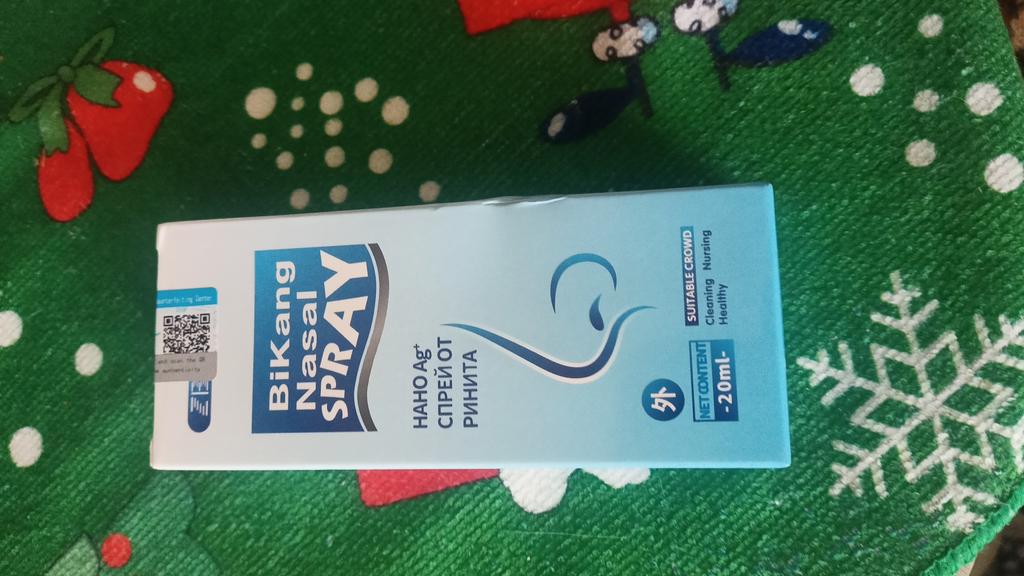 BiKang
Nasal
SPRAY
НАНО Ag⁺
СПРЕЙ ОТ
РИНИТА
外
NET CONTENT
-20ml-
SUITABLE CROWD
Cleaning Nursing
Healthy